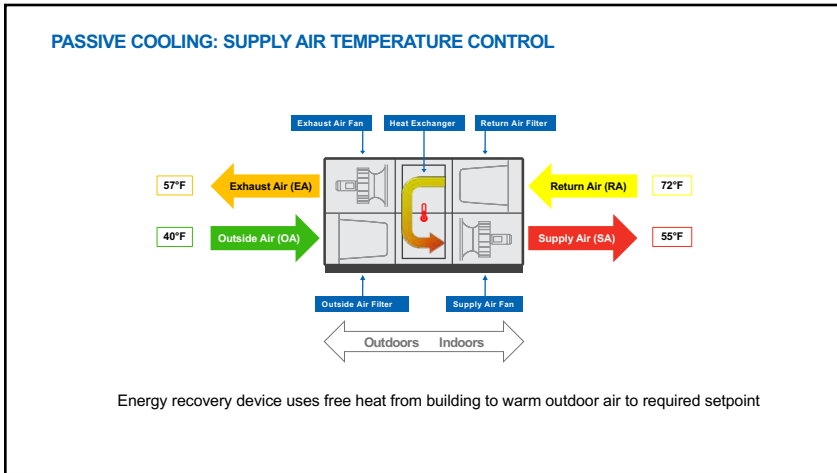 PASSIVE COOLING: SUPPLY AIR TEMPERATURE CONTROL
Exhaust Air Fan
Heat Exchanger
Return Air Filter
57°F
Exhaust Air (EA)
Return Air (RA)
72°F
40°F
Outside Air (OA)
Supply Air (SA)
55°F
Outside Air Filter
Supply Air Fan
Outdoors
Indoors
Energy recovery device uses free heat from building to warm outdoor air to required setpoint